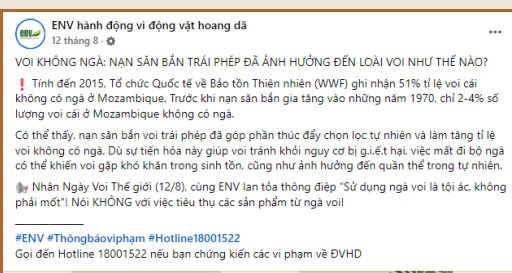 env
ENV hành động vì động vật hoang dã
12 tháng 8 ·
VOI KHÔNG NGÀ: NẠN SĂN BẮN TRÁI PHÉP ĐÃ ẢNH HƯỞNG ĐẾN LOÀI VOI NHƯ THẾ NÀO?
❗ Tính đến 2015, Tổ chức Quốc tế về Bảo tồn Thiên nhiên (WWF) ghi nhận 51% tỉ lệ voi cái
không có ngà ở Mozambique. Trước khi nạn săn bắn gia tăng vào những năm 1970, chỉ 2-4% số
lượng voi cái ở Mozambique không có ngà.
Có thể thấy, nạn săn bắn voi trái phép đã góp phần thúc đẩy chọn lọc tự nhiên và làm tăng tỉ lệ
voi không có ngà. Dù sự tiến hóa này giúp voi tránh khỏi nguy cơ bị g.i.ế.t hại, việc mất đi bộ ngà
có thể khiến voi gặp khó khăn trong sinh tồn, cũng như ảnh hưởng đến quần thể trong tự nhiên.
Nhân Ngày Voi Thế giới (12/8), cùng ENV lan tỏa thông điệp "Sử dụng ngà voi là tội ác, không
phải mốt"! Nói KHÔNG với việc tiêu thụ các sản phẩm từ ngà voi!
#ENV #Thôngbáoviphạm #Hotline18001522
Gọi đến Hotline 18001522 nếu bạn chứng kiến các vi phạm về ĐVHD